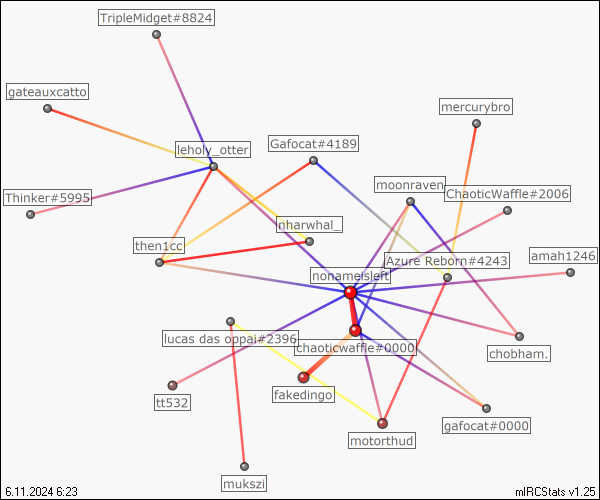 TripleMidget#8824
gateauxcatto
mercurybro
leholy_otter
Gafocat#4189
moonraven
ChaoticWaffle#2006
Thinker#5995
nharwhal_
then1cc
Azure Reborn#4243
amah1246
nonameisleft
lucas das oppai#2396
chaoticwaffle#0000
chobham.
fakedingo
tt532
gafocat#0000
motorthud
mukszi
6.11.2024 6:23
mIRCStats v1.25